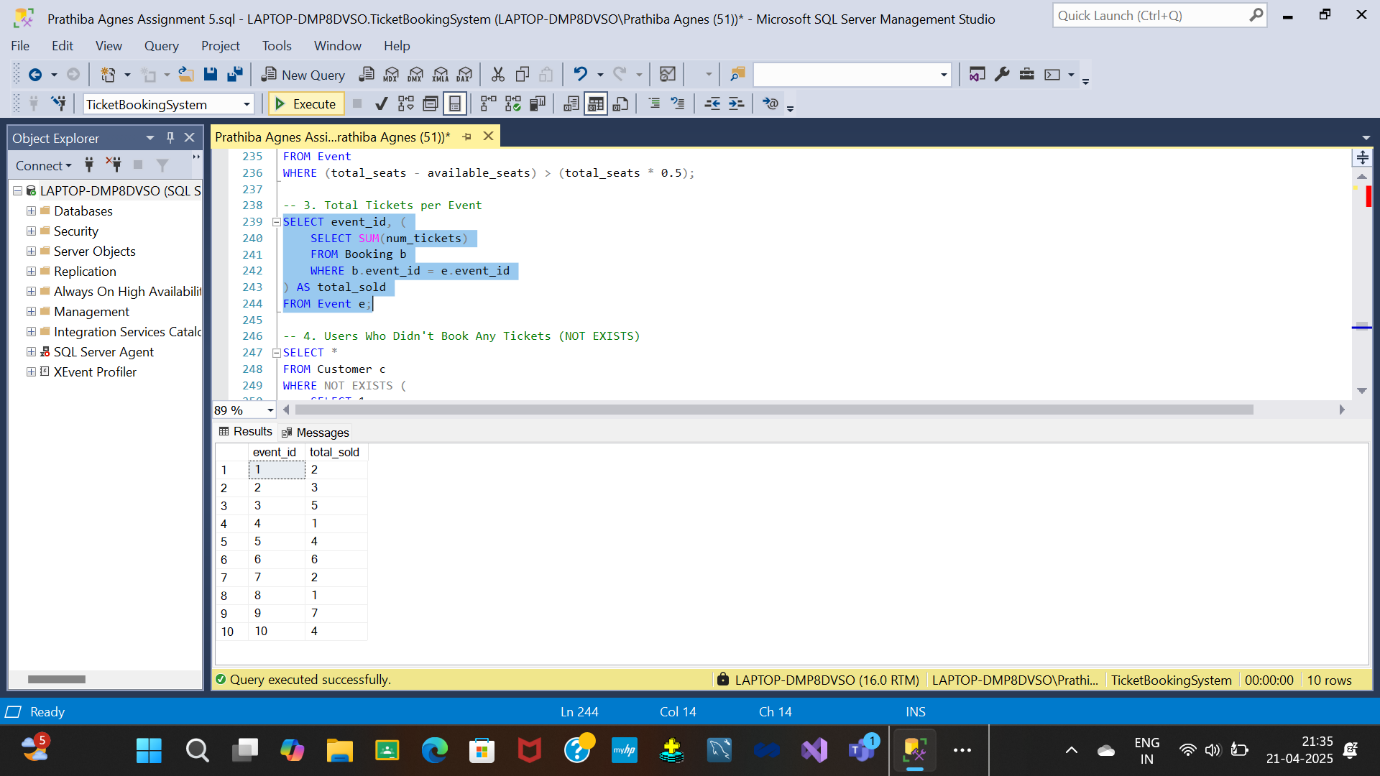 Prathiba Agnes Assignment 5.sql - LAPTOP-DMP8DVSO.TicketBookingSystem (LAPTOP-DMP8DVSO\Prathiba Agnes (51))* - Microsoft SQL Server Management Studio
Quick Launch (Ctrl+Q)
File Edit View Query Project Tools Window Help
New Query MDX DMX XMLA DAX
TicketBookingSystem Execute
Object Explorer
Connect
LAPTOP-DMP8DVSO (SQL S
Databases
Security
Server Objects
Replication
Always On High Availabilit
Management
Integration Services Catalo
SQL Server Agent
XEvent Profiler
Prathiba Agnes Assi...rathiba Agnes (51))*
235 FROM Event
236 WHERE (total_seats - available_seats) > (total_seats * 0.5);
237
238 -- 3. Total Tickets per Event
239 SELECT event_id, (
240 SELECT SUM(num_tickets)
241 FROM Booking b
242 WHERE b.event_id = e.event_id
243 ) AS total_sold
244 FROM Event e;
245
246 -- 4. Users Who Didn't Book Any Tickets (NOT EXISTS)
247 SELECT *
248 FROM Customer c
249 WHERE NOT EXISTS (
89 %
Results Messages
event_id total_sold
1 1 2
2 2 3
3 3 5
4 4 1
5 5 4
6 6 6
7 7 2
8 8 1
9 9 7
10 10 4
Query executed successfully. LAPTOP-DMP8DVSO (16.0 RTM) LAPTOP-DMP8DVSO\Prathi... TicketBookingSystem 00:00:00 10 rows
Ready Ln 244 Col 14 Ch 14 INS
5
myhp
1
ENG
IN
21:35
21-04-2025